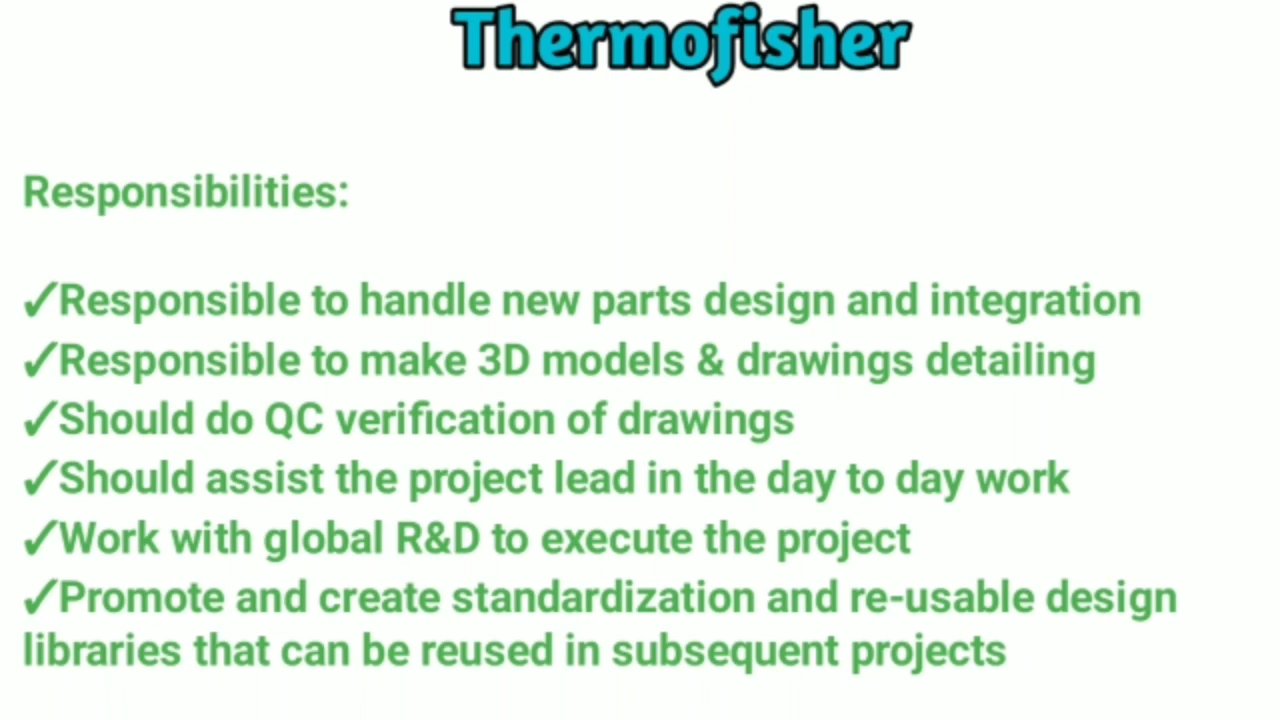 Thermofisher
Responsibilities:
✓Responsible to handle new parts design and integration
✓Responsible to make 3D models & drawings detailing
✓Should do QC verification of drawings
✓Should assist the project lead in the day to day work
✓Work with global R&D to execute the project
✓Promote and create standardization and re-usable design
libraries that can be reused in subsequent projects